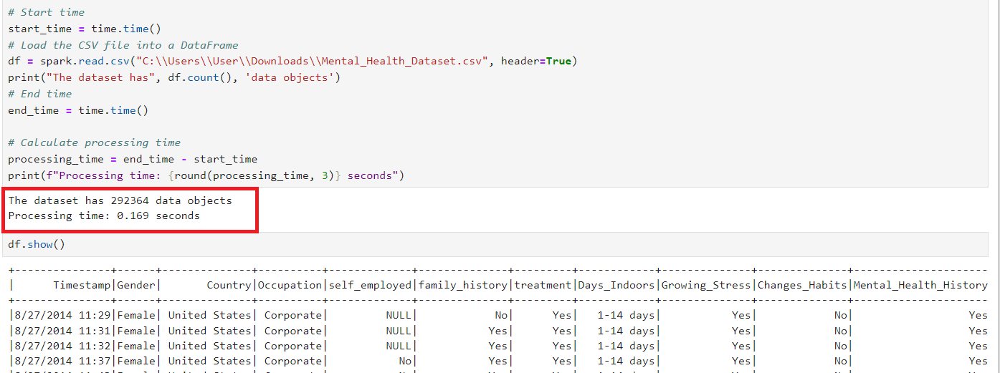 # Start time
start_time = time.time()
# Load the CSV file into a DataFrame
df = spark.read.csv("C:\\Users\\User\\Downloads\\Mental_Health_Dataset.csv", header=True)
print("The dataset has", df.count(), 'data objects')
# End time
end_time = time.time()
# Calculate processing time
processing_time = end_time - start_time
print(f"Processing time: {round(processing_time, 3)} seconds")
The dataset has 292364 data objects
Processing time: 0.169 seconds
df.show()
+---------------+------+--------------+----------+-------------+--------------+---------+------------+--------------+--------------+---------------------
|      Timestamp|Gender|       Country|Occupation|self_employed|family_history|treatment|Days_Indoors|Growing_Stress|Changes_Habits|Mental_Health_History
+---------------+------+--------------+----------+-------------+--------------+---------+------------+--------------+--------------+---------------------
|8/27/2014 11:29|Female| United States| Corporate|         NULL|            No|      Yes|   1-14 days|           Yes|            No|                  Yes
|8/27/2014 11:31|Female| United States| Corporate|         NULL|           Yes|      Yes|   1-14 days|           Yes|            No|                  Yes
|8/27/2014 11:32|Female| United States| Corporate|         NULL|           Yes|      Yes|   1-14 days|           Yes|            No|                  Yes
|8/27/2014 11:37|Female| United States| Corporate|           No|           Yes|      Yes|   1-14 days|           Yes|            No|                  Yes